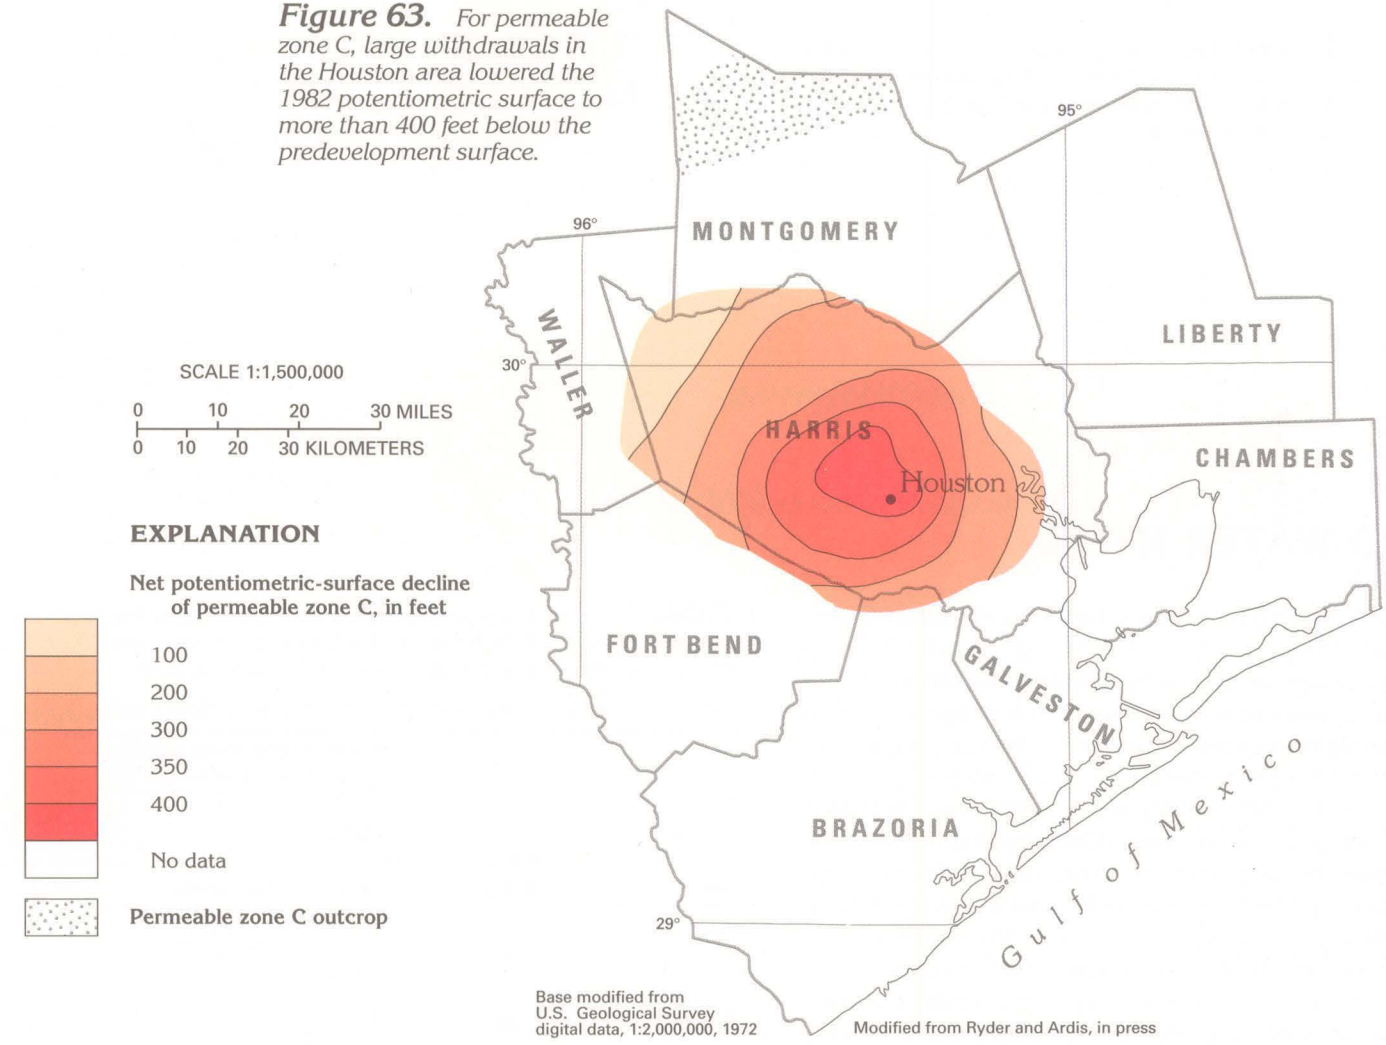 Figure 63. For permeable
zone C, large withdrawals in
the Houston area lowered the
1982 potentiometric surface to
more than 400 feet below the
predevelopment surface.
95°
96°
MONTGOMERY
WALLER
LIBERTY
30°
SCALE 1:1,500,000
0 10 20 30 MILES
0 10 20 30 KILOMETERS
HARRIS
CHAMBERS
Houston
EXPLANATION
Net potentiometric-surface decline
of permeable zone C, in feet
100
200
300
350
400
No data
Permeable zone C outcrop
FORT BEND
GALVESTON
BRAZORIA
Gulf of Mexico
29°
Base modified from
U.S. Geological Survey
digital data, 1:2,000,000, 1972
Modified from Ryder and Ardis, in press